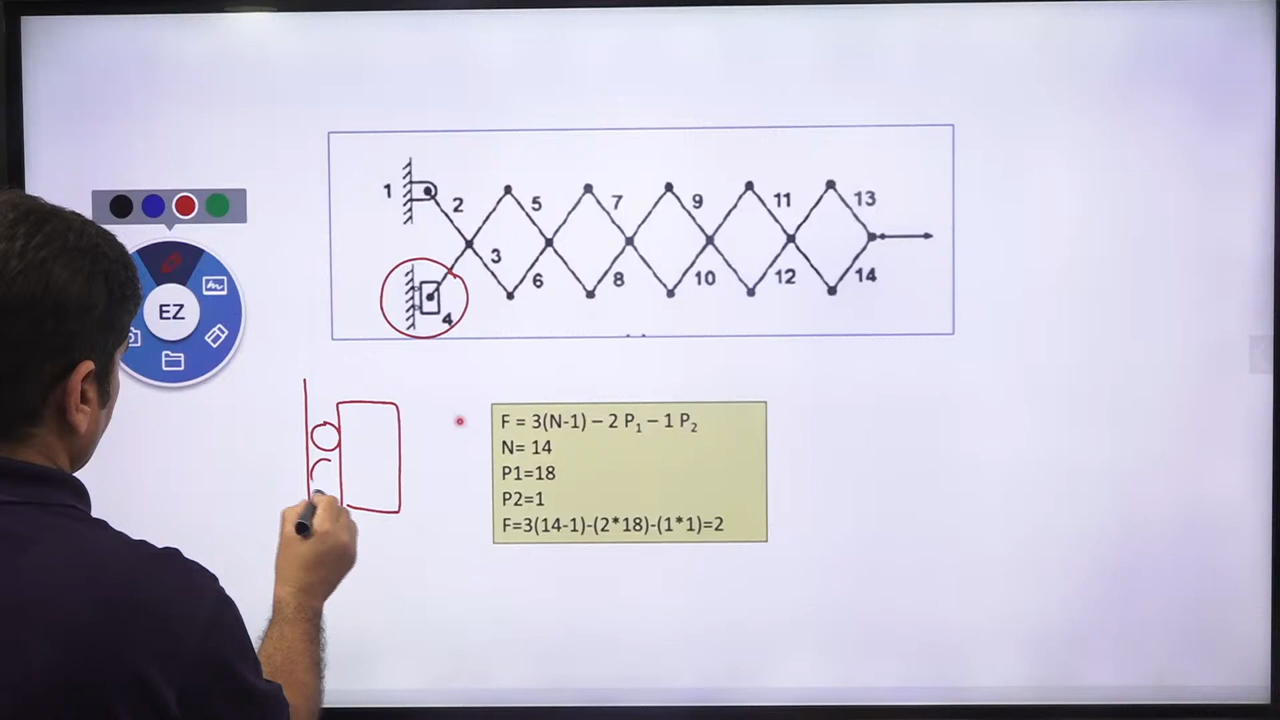 1 2 5 7 9 11 13
3 6 8 10 12 14
4
EZ
F = 3(N-1) – 2 P₁ – 1 P₂
N= 14
P1=18
P2=1
F=3(14-1)-(2*18)-(1*1)=2